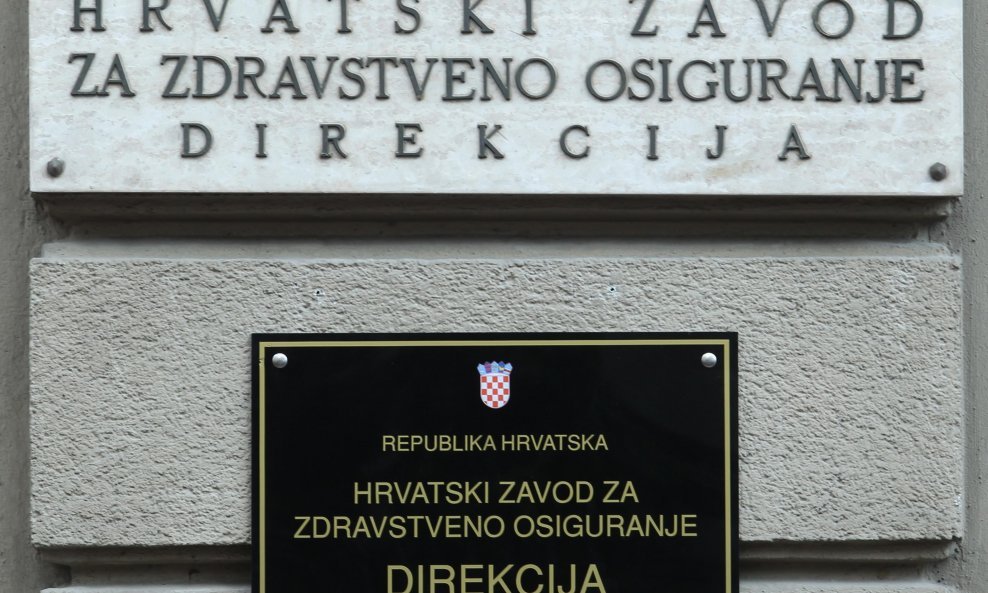 HRVATSKI ZAVOD
ZA ZDRAVSTVENO OSIGURANJE
DIREKCIJA
REPUBLIKA HRVATSKA
HRVATSKI ZAVOD ZA
ZDRAVSTVENO OSIGURANJE
DIREKCIJA